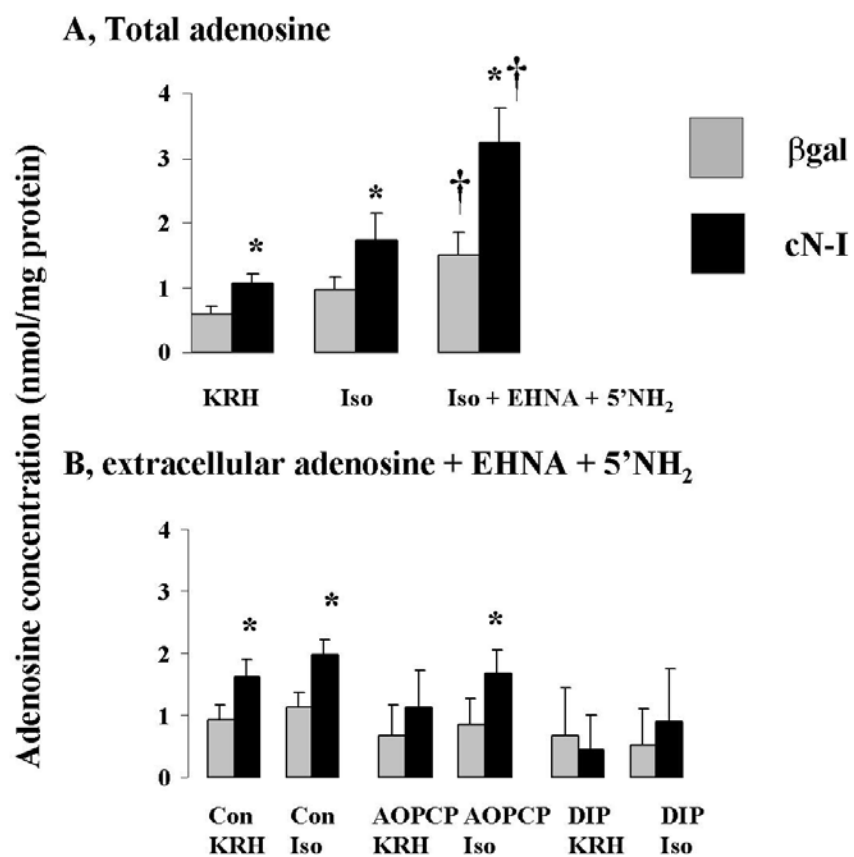 A, Total adenosine
Adenosine concentration (nmol/mg protein)
4
3
2
1
0
*
*
†
*†
KRH
Iso
Iso + EHNA + 5’NH₂
βgal
cN-I
B, extracellular adenosine + EHNA + 5’NH₂
4
3
2
1
0
*
*
*
Con Con AOPCP AOPCP DIP DIP
KRH Iso KRH Iso KRH Iso